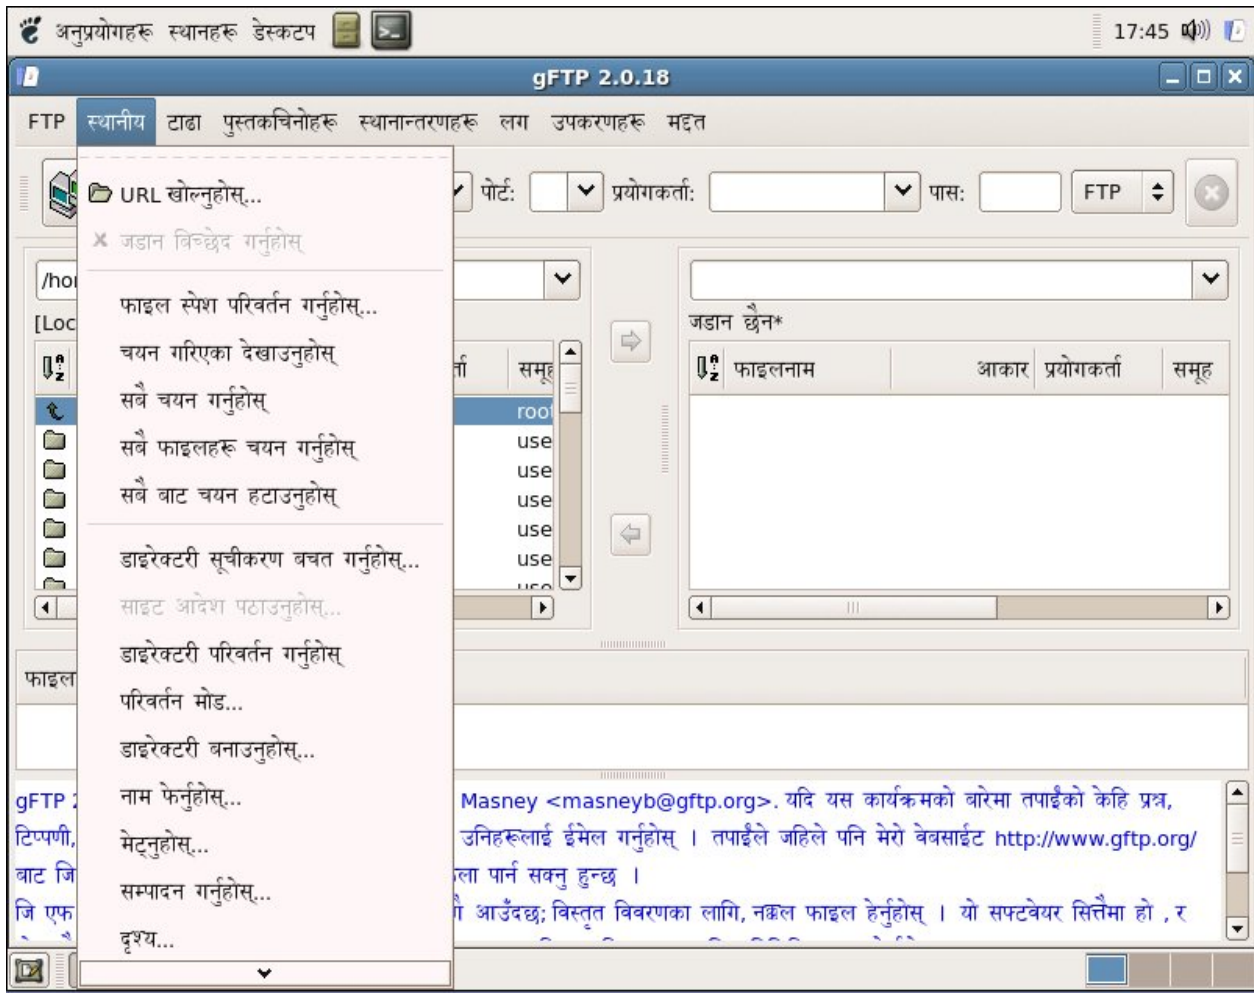 अनुप्रयोगहरू स्थानहरू डेस्कटप 17:45
gFTP 2.0.18
FTP स्थानीय टाढा पुस्तकचिनोहरू स्थानान्तरणहरू लग उपकरणहरू मद्दत
पोर्ट: प्रयोगकर्ता: पास: FTP
URL खोल्नुहोस्...
जडान बिच्छेद गर्नुहोस्
फाइल स्पेश परिवर्तन गर्नुहोस्...
चयन गरिएका देखाउनुहोस्
सबै चयन गर्नुहोस्
सबै फाइलहरू चयन गर्नुहोस्
सबै बाट चयन हटाउनुहोस्
डाइरेक्टरी सूचीकरण बचत गर्नुहोस्...
साइट आदेश पठाउनुहोस्...
डाइरेक्टरी परिवर्तन गर्नुहोस्
परिवर्तन मोड...
डाइरेक्टरी बनाउनुहोस्...
नाम फेर्नुहोस्...
मेट्नुहोस्...
सम्पादन गर्नुहोस्...
दृश्य...
/hor
[Loc
समूह
root
use
use
use
use
use
जडान छैन*
फाइलनाम आकार प्रयोगकर्ता समूह
फाइल
gFTP 2 Masney <masneyb@gftp.org>. यदि यस कार्यक्रमको बारेमा तपाईंको केहि प्रश्न,
टिप्पणी, उनिहरूलाई ईमेल गर्नुहोस् । तपाईंले जहिले पनि मेरो वेबसाईट http://www.gftp.org/
बाट जि ला पार्न सक्नु हुन्छ ।
जि एफ आउँदछ; विस्तृत विवरणका लागि, नक्कल फाइल हेर्नुहोस् । यो सफ्टवेयर सित्तैमा हो , र